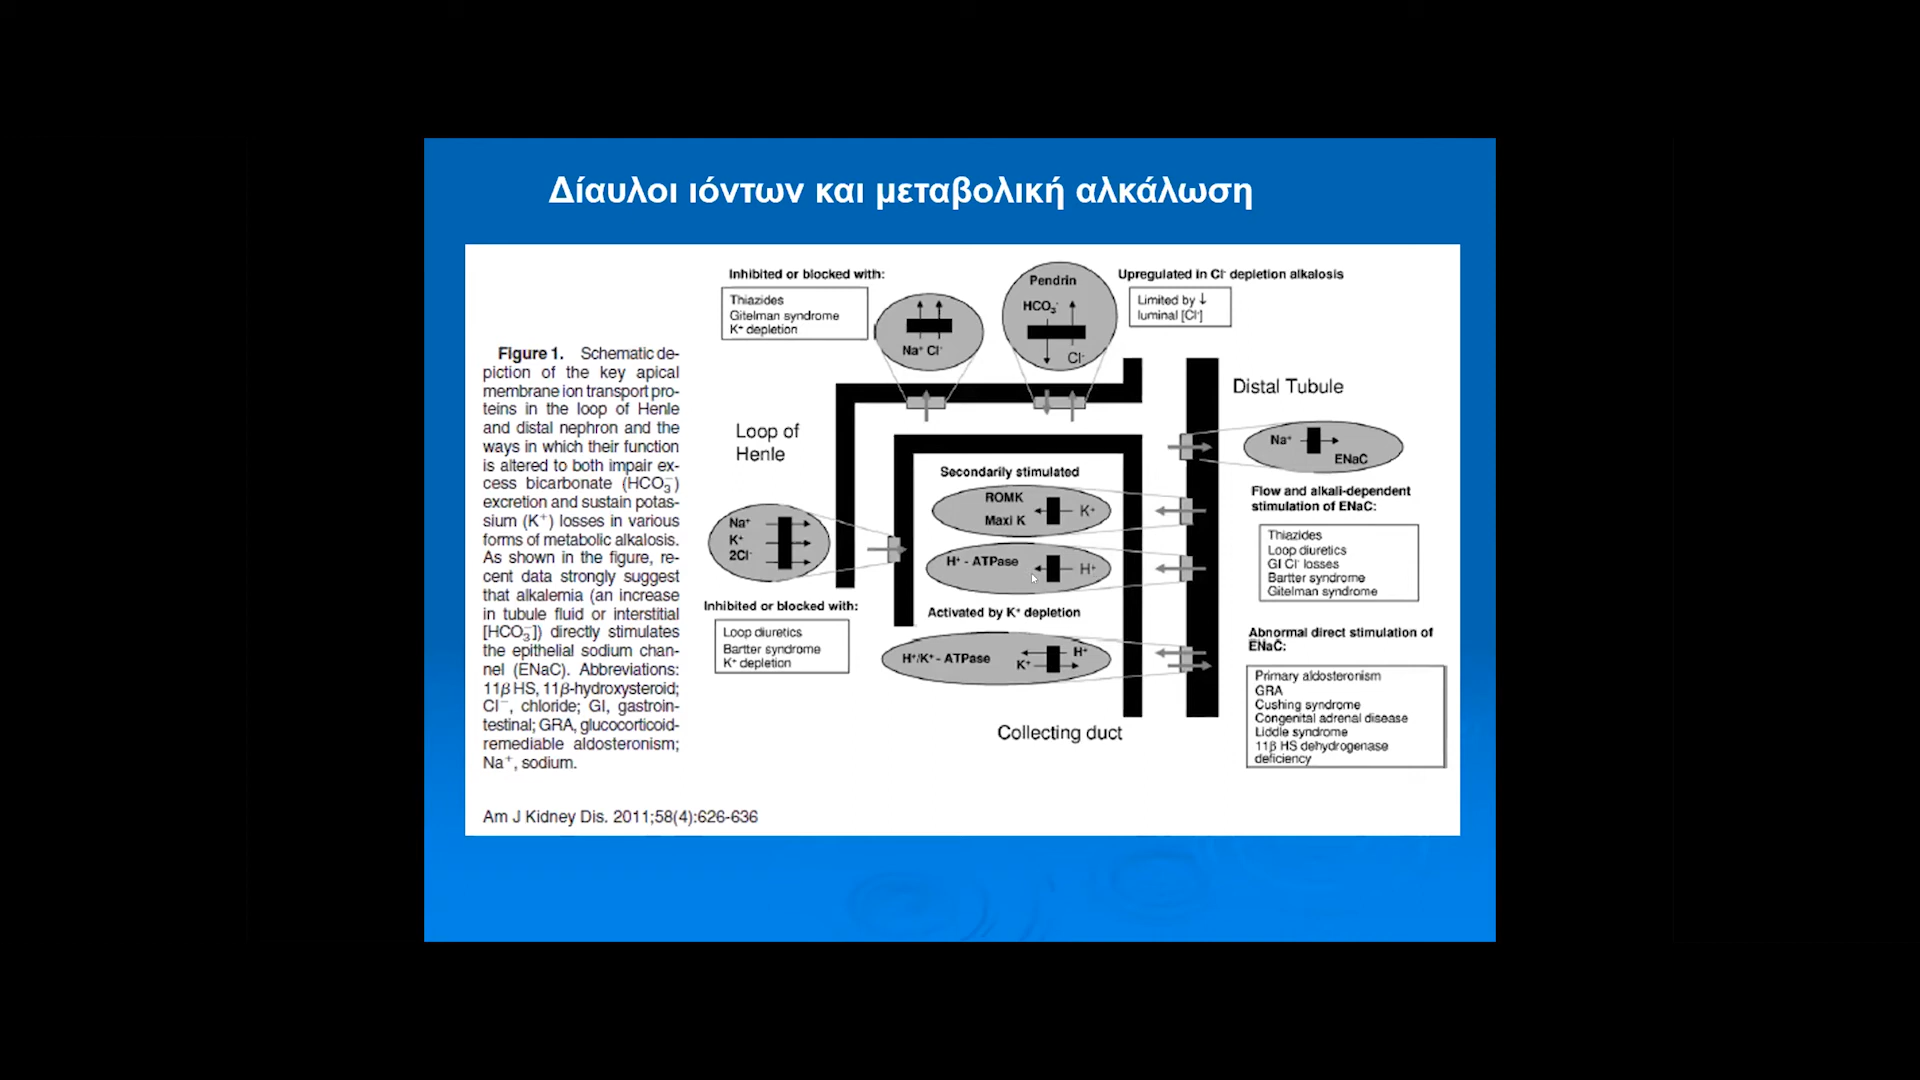 Δίαυλοι ιόντων και μεταβολική αλκάλωση
Figure 1. Schematic de-
piction of the key apical
membrane ion transport pro-
teins in the loop of Henle
and distal nephron and the
ways in which their function
is altered to both impair ex-
cess bicarbonate (HCO₃⁻)
excretion and sustain potas-
sium (K⁺) losses in various
forms of metabolic alkalosis.
As shown in the figure, re-
cent data strongly suggest
that alkalemia (an increase
in tubule fluid or interstitial
[HCO₃⁻]) directly stimulates
the epithelial sodium chan-
nel (ENaC). Abbreviations:
11β HS, 11β-hydroxysteroid;
Cl⁻, chloride; GI, gastroin-
testinal; GRA, glucocorticoid-
remediable aldosteronism;
Na⁺, sodium.
Am J Kidney Dis. 2011;58(4):626-636
Inhibited or blocked with:
Thiazides
Gitelman syndrome
K⁺ depletion
Na⁺ Cl⁻
Pendrin
HCO₃⁻
Cl⁻
Upregulated in Cl⁻ depletion alkalosis
Limited by ↓
luminal [Cl⁻]
Loop of
Henle
Distal Tubule
Na⁺
K⁺
2Cl⁻
Inhibited or blocked with:
Loop diuretics
Bartter syndrome
K⁺ depletion
Secondarily stimulated
ROMK
Maxi K
K⁺
H⁺ - ATPase
H⁺
Activated by K⁺ depletion
H⁺/K⁺ - ATPase
H⁺
K⁺
Collecting duct
Na⁺
ENaC
Flow and alkali-dependent
stimulation of ENaC:
Thiazides
Loop diuretics
GI Cl⁻ losses
Bartter syndrome
Gitelman syndrome
Abnormal direct stimulation of
ENaC:
Primary aldosteronism
GRA
Cushing syndrome
Congenital adrenal disease
Liddle syndrome
11β HS dehydrogenase
deficiency